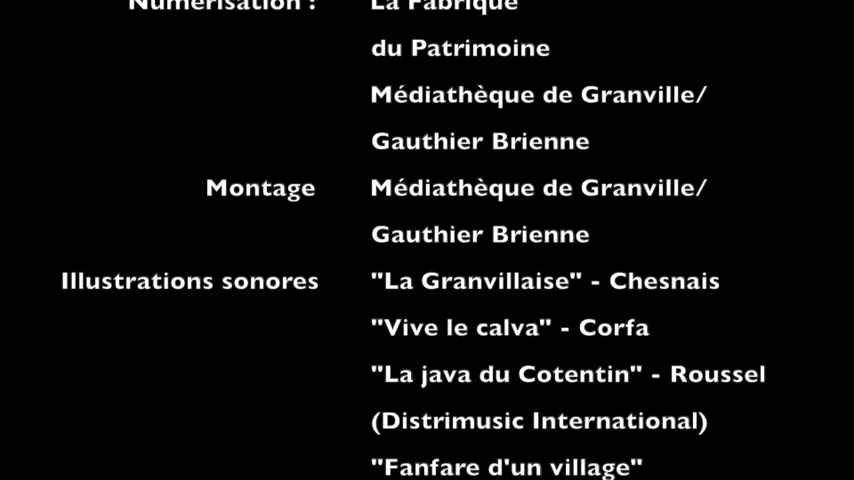 Numérisation : La Fabrique
du Patrimoine
Médiathèque de Granville/
Gauthier Brienne
Montage Médiathèque de Granville/
Gauthier Brienne
Illustrations sonores "La Granvillaise" - Chesnais
"Vive le calva" - Corfa
"La java du Cotentin" - Roussel
(Distrimusic International)
"Fanfare d'un village"